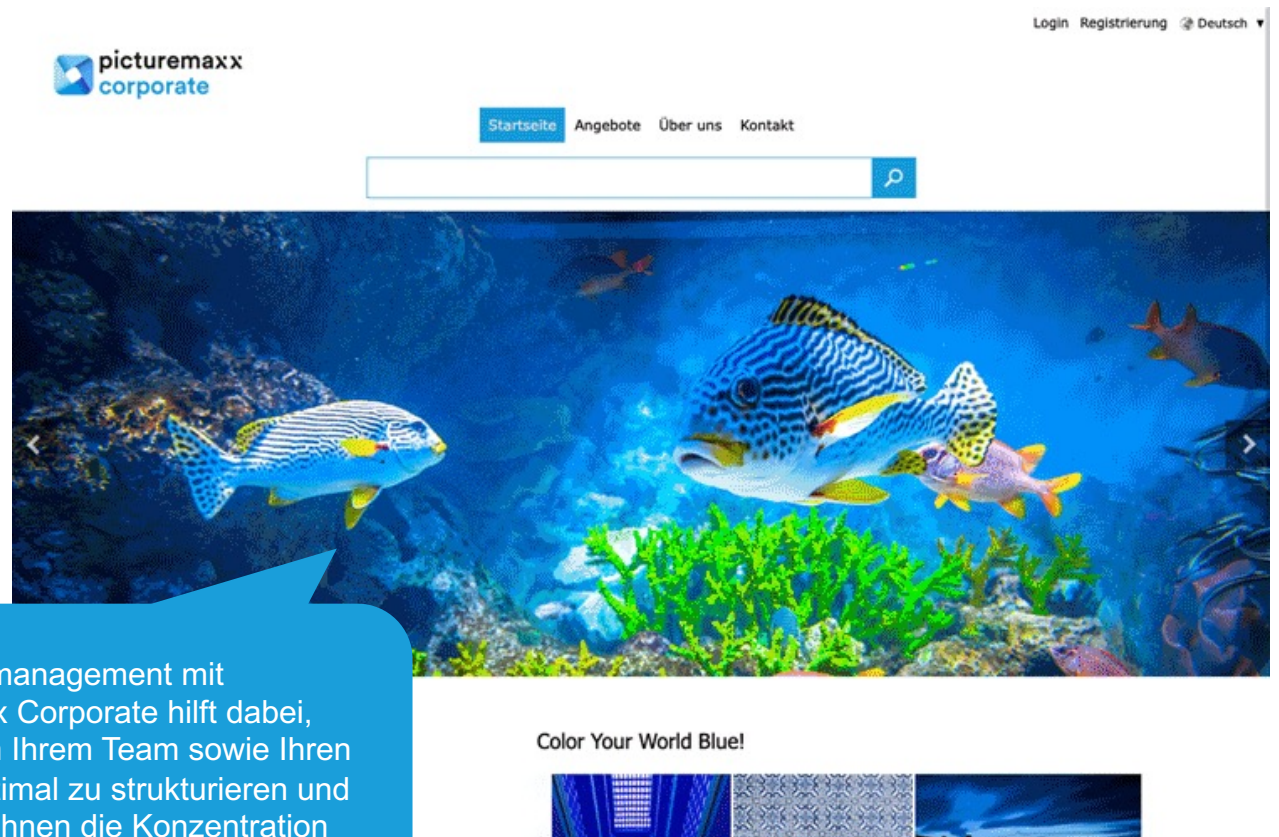 Login Registrierung Deutsch
picturemaxx
corporate
Startseite Angebote Über uns Kontakt
management mit
x Corporate hilft dabei,
Ihrem Team sowie Ihren
imal zu strukturieren und
hnen die Konzentration
Color Your World Blue!